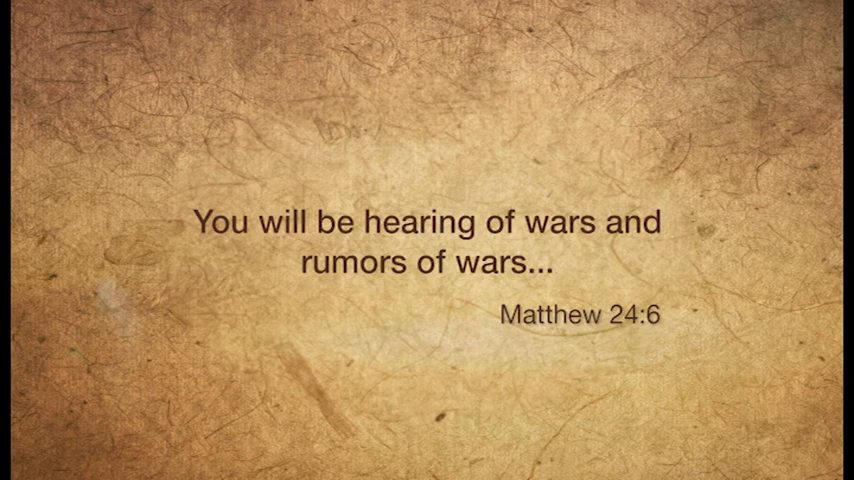 You will be hearing of wars and
rumors of wars...
Matthew 24:6